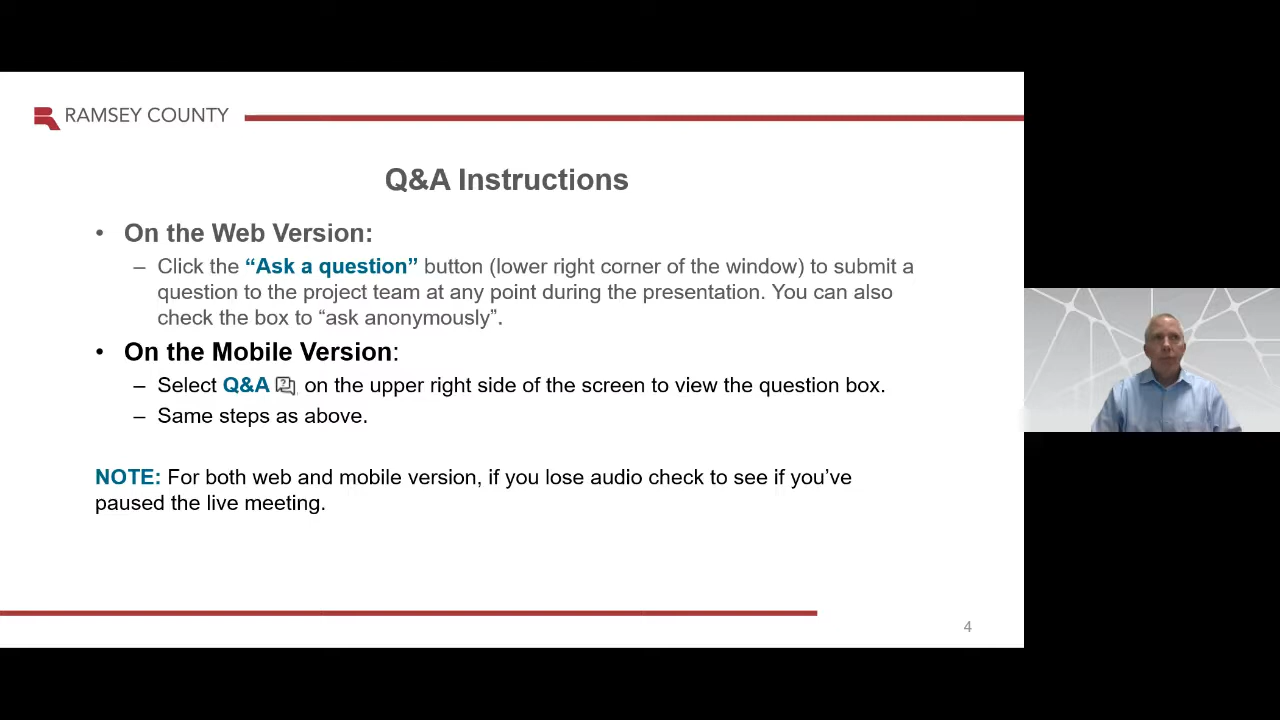 RAMSEY COUNTY
Q&A Instructions
• On the Web Version:
– Click the “Ask a question” button (lower right corner of the window) to submit a
question to the project team at any point during the presentation. You can also
check the box to “ask anonymously”.
• On the Mobile Version:
– Select Q&A on the upper right side of the screen to view the question box.
– Same steps as above.
NOTE: For both web and mobile version, if you lose audio check to see if you’ve
paused the live meeting.
4